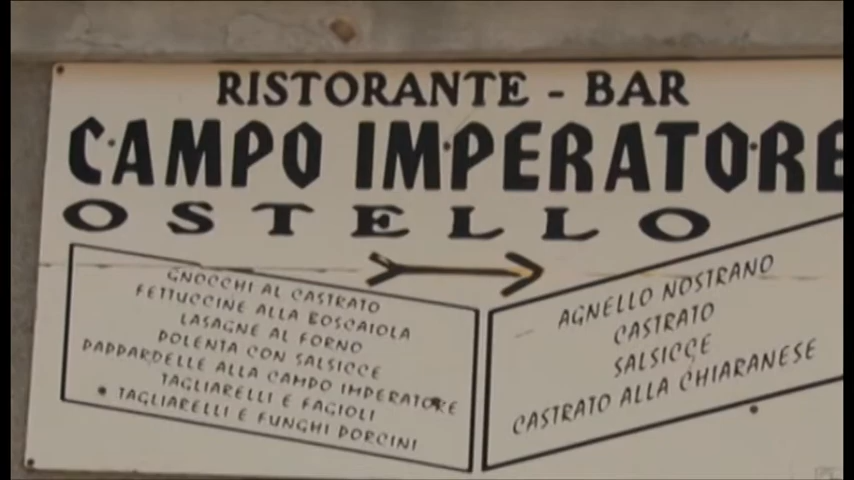 RISTORANTE - BAR
CAMPO IMPERATORE
OSTELLO
GNOCCHI AL CASTRATO
FETTUCCINE ALLA BOSCAIOLA
LASAGNE AL FORNO
POLENTA CON SALSICCE
PAPPARDELLE ALLA CAMPO IMPERATORE
TAGLIARELLI E FAGIOLI
TAGLIARELLI E FUNGHI PORCINI
AGNELLO NOSTRANO
CASTRATO
SALSICCE
CASTRATO ALLA CHIARANESE